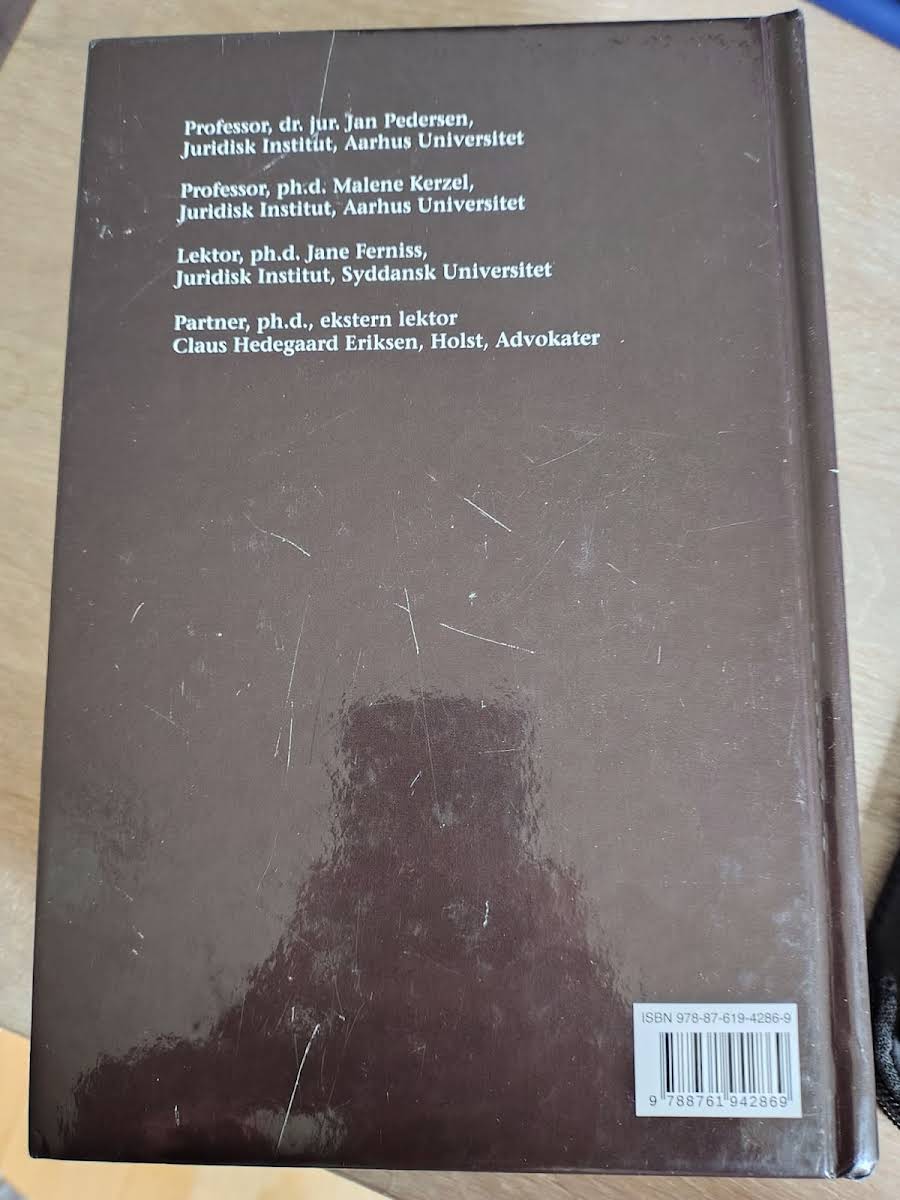 Professor, dr. jur. Jan Pedersen,
Juridisk Institut, Aarhus Universitet
Professor, ph.d. Malene Kerzel,
Juridisk Institut, Aarhus Universitet
Lektor, ph.d. Jane Ferniss,
Juridisk Institut, Syddansk Universitet
Partner, ph.d., ekstern lektor
Claus Hedegaard Eriksen, Holst, Advokater
ISBN 978-87-619-4286-9
9 788761 942869